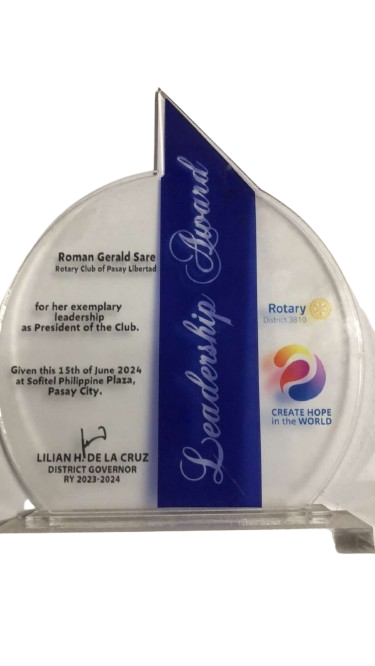 Roman Gerald Sare
Rotary Club of Pasay Libertad
for her exemplary
leadership
as President of the Club.
Given this 15th of June 2024
at Sofitel Philippine Plaza,
Pasay City.
LILIAN H. DE LA CRUZ
DISTRICT GOVERNOR
RY 2023-2024
Leadership Award
Rotary
District 3810
CREATE HOPE
in the WORLD